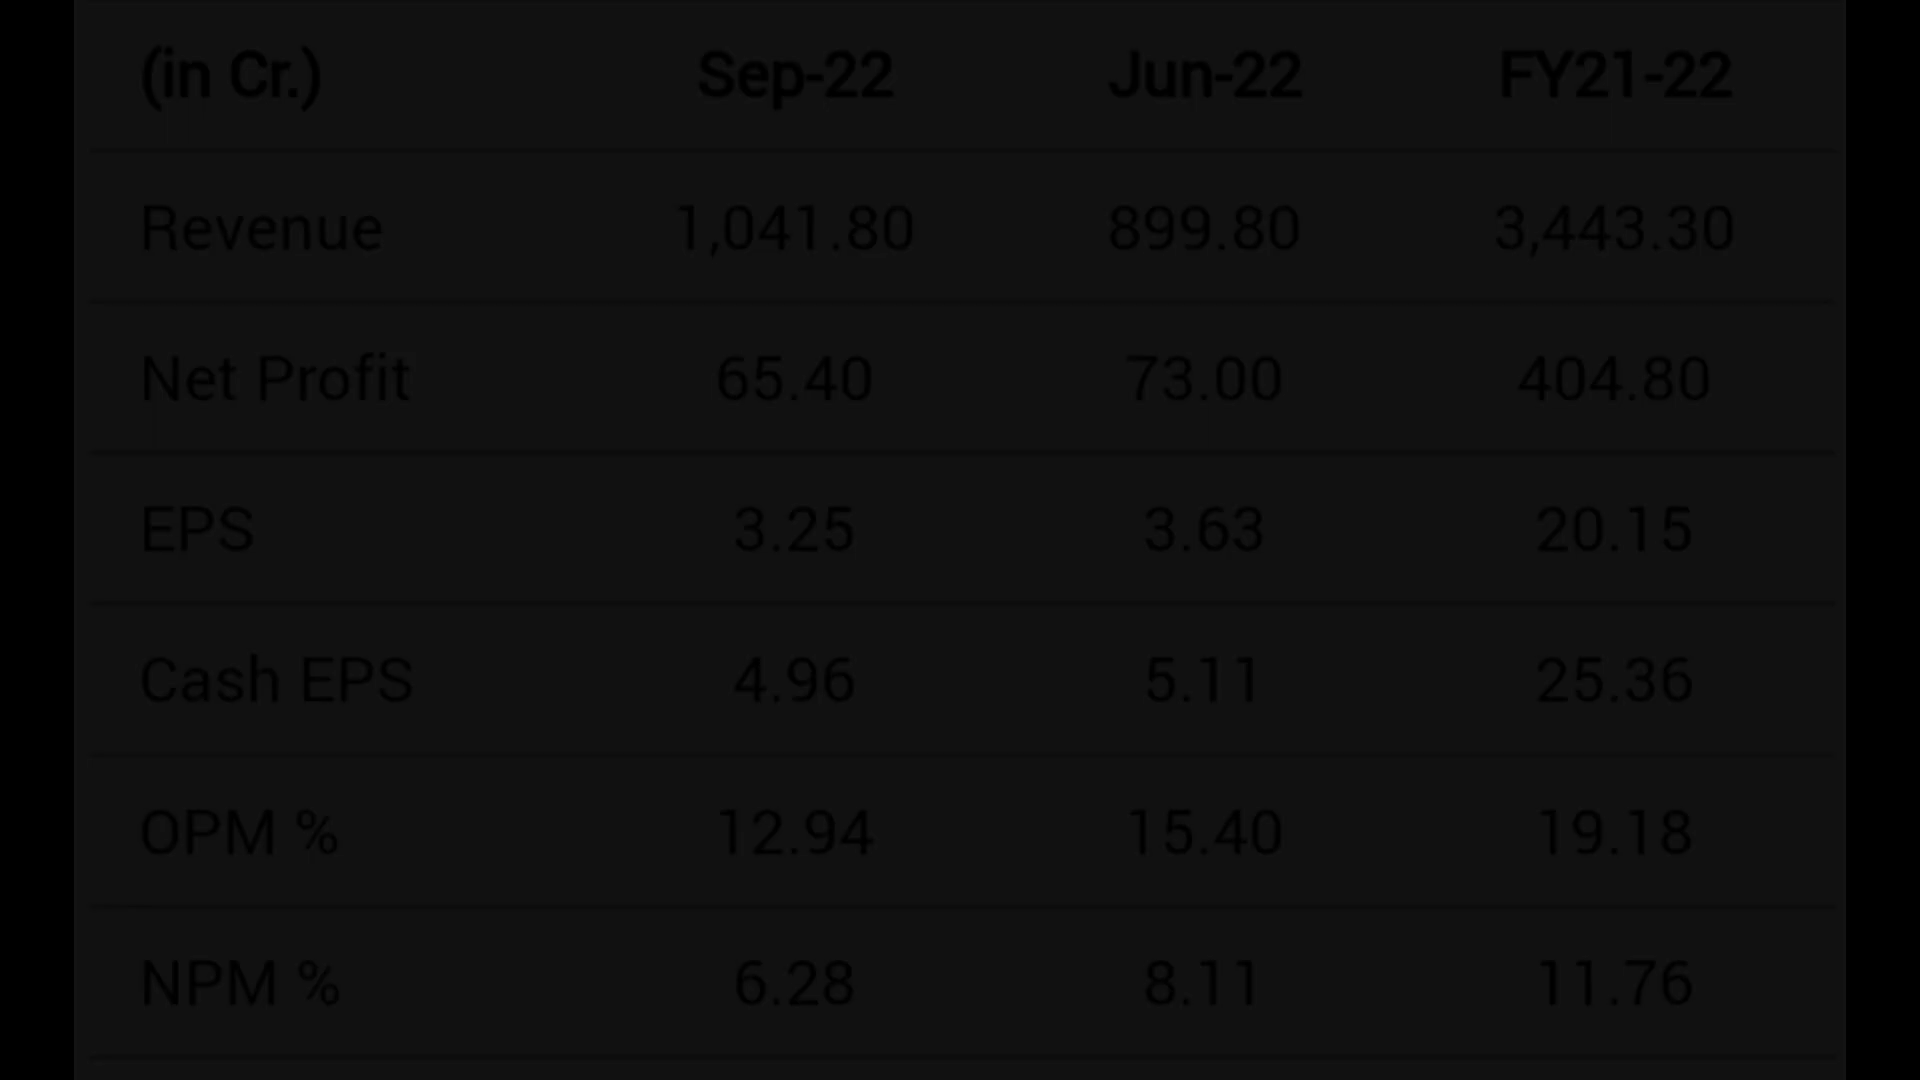 (in Cr.) Sep-22 Jun-22 FY21-22
Revenue 1,041.80 899.80 3,443.30
Net Profit 65.40 73.00 404.80
EPS 3.25 3.63 20.15
Cash EPS 4.96 5.11 25.36
OPM % 12.94 15.40 19.18
NPM % 6.28 8.11 11.76